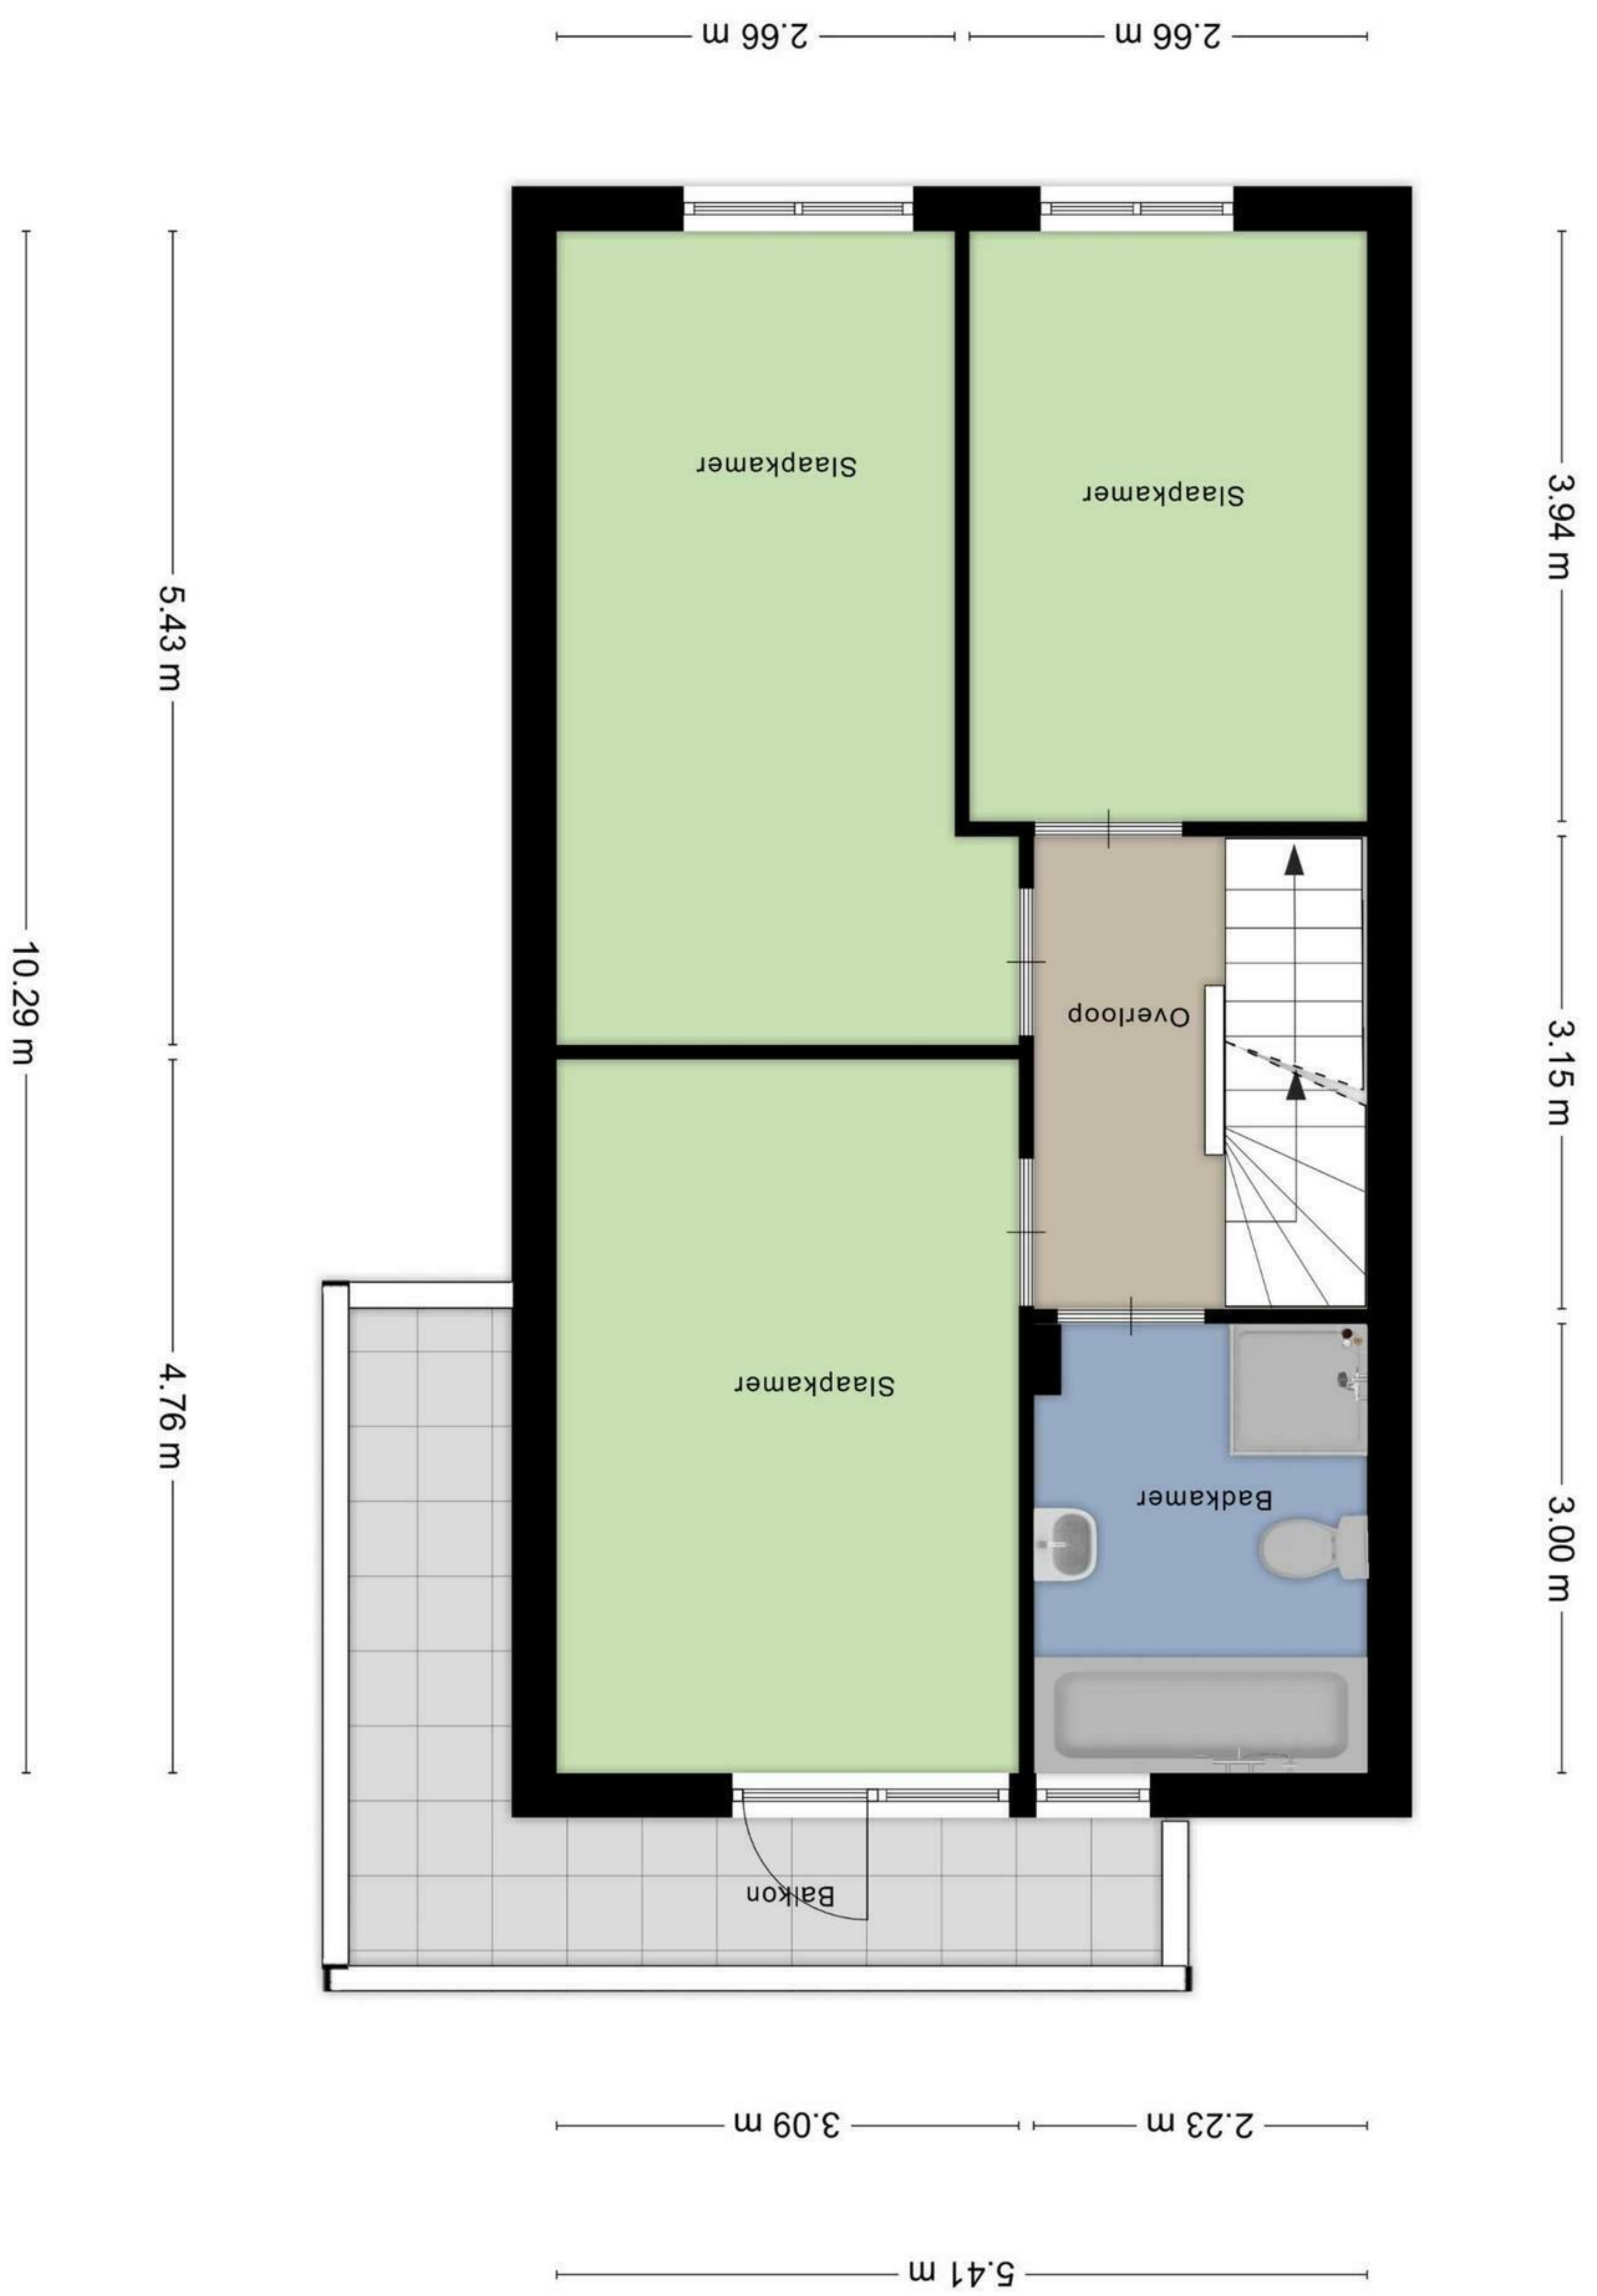 5.41 m
2.23 m
3.09 m
Balkon
3.00 m
Badkamer
4.76 m
Slaapkamer
3.15 m
Overloop
10.29 m
5.43 m
3.94 m
Slaapkamer
Slaapkamer
2.66 m
2.66 m